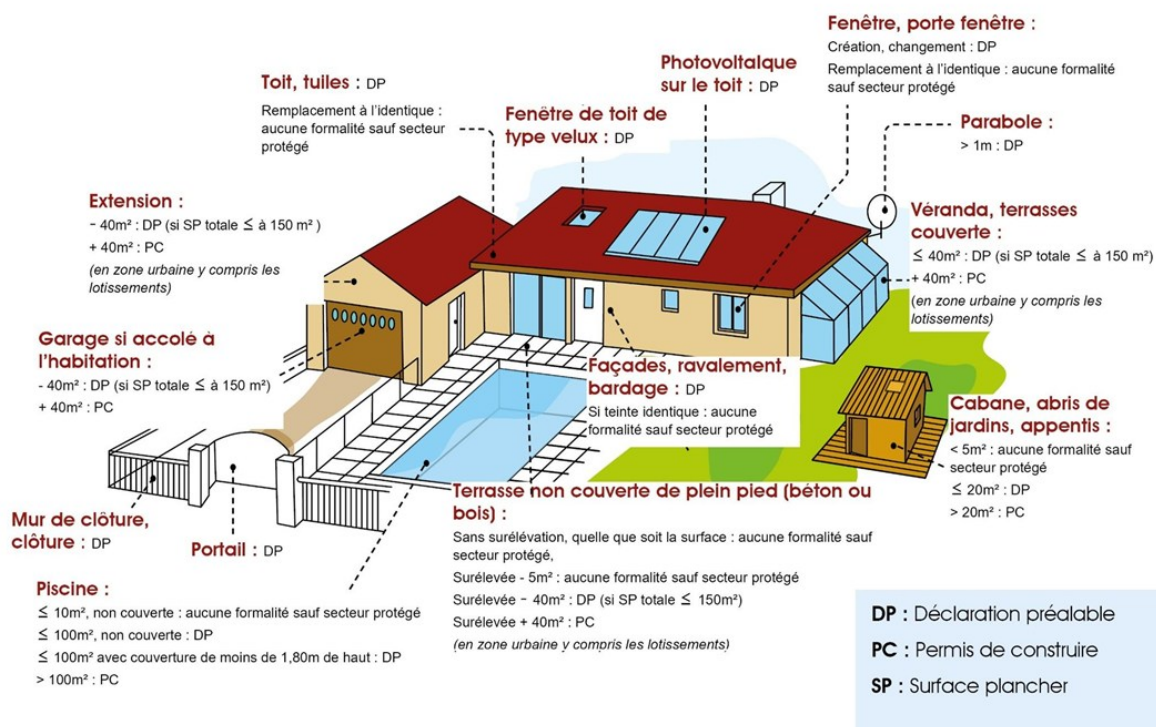 Fenêtre, porte fenêtre :
Création, changement : DP
Remplacement à l'identique : aucune formalité
sauf secteur protégé
Photovoltaïque
sur le toit : DP
Toit, tuiles : DP
Remplacement à l'identique :
aucune formalité sauf secteur
protégé
Fenêtre de toit de
type velux : DP
Parabole :
> 1m : DP
Extension :
- 40m² : DP (si SP totale ≤ à 150 m² )
+ 40m² : PC
(en zone urbaine y compris les
lotissements)
Véranda, terrasses
couverte :
≤ 40m² : DP (si SP totale ≤ à 150 m²)
+ 40m² : PC
(en zone urbaine y compris les
lotissements)
Garage si accolé à
l'habitation :
- 40m² : DP (si SP totale ≤ à 150 m²)
+ 40m² : PC
Façades, ravalement,
bardage : DP
Si teinte identique : aucune
formalité sauf secteur protégé
Cabane, abris de
jardins, appentis :
< 5m² : aucune formalité sauf
secteur protégé
≤ 20m² : DP
> 20m² : PC
Mur de clôture,
clôture : DP
Portail : DP
Terrasse non couverte de plein pied (béton ou
bois) :
Sans surélévation, quelle que soit la surface : aucune formalité sauf
secteur protégé,
Surélevée - 5m² : aucune formalité sauf secteur protégé
Surélevée - 40m² : DP (si SP totale ≤ 150m²)
Surélevée + 40m² : PC
(en zone urbaine y compris les lotissements)
Piscine :
≤ 10m², non couverte : aucune formalité sauf secteur protégé
≤ 100m², non couverte : DP
≤ 100m² avec couverture de moins de 1,80m de haut : DP
> 100m² : PC
DP : Déclaration préalable
PC : Permis de construire
SP : Surface plancher